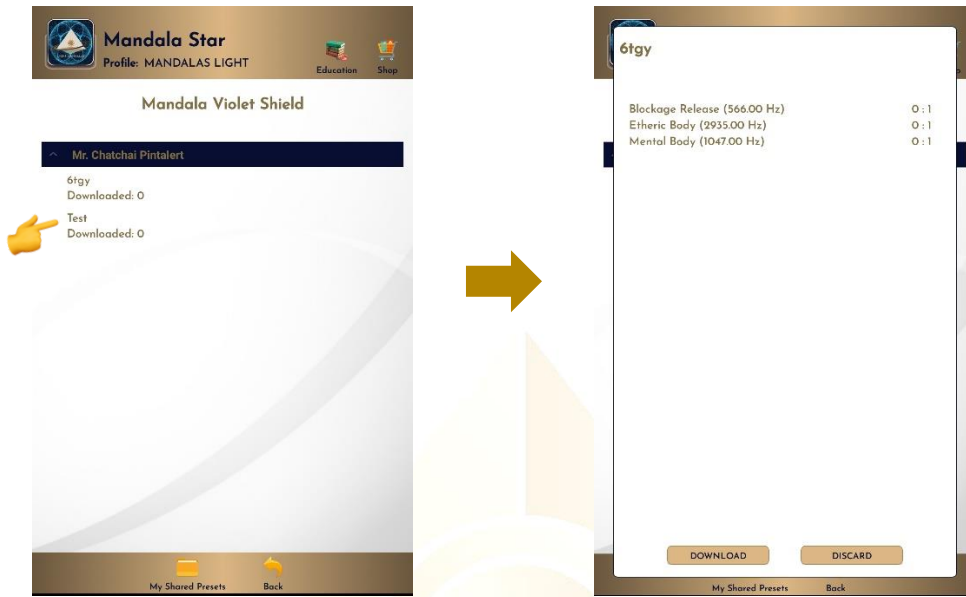 Mandala Star
Profile: MANDALAS LIGHT
Education
Shop
Mandala Violet Shield
Mr. Chatchai Pintalert
6tgy
Downloaded: 0
Test
Downloaded: 0
My Shared Presets
Back
6tgy
Blockage Release (566.00 Hz) 0 : 1
Etheric Body (2935.00 Hz) 0 : 1
Mental Body (1047.00 Hz) 0 : 1
DOWNLOAD
DISCARD
My Shared Presets
Back